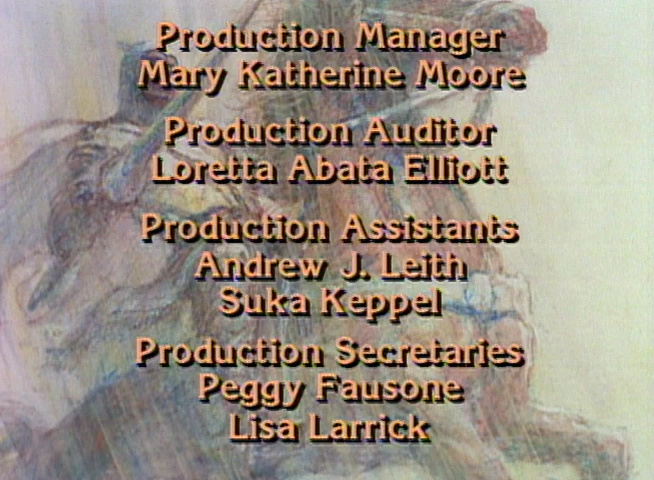 Production Manager
Mary Katherine Moore
Production Auditor
Loretta Abata Elliott
Production Assistants
Andrew J. Leith
Suka Keppel
Production Secretaries
Peggy Fausone
Lisa Larrick